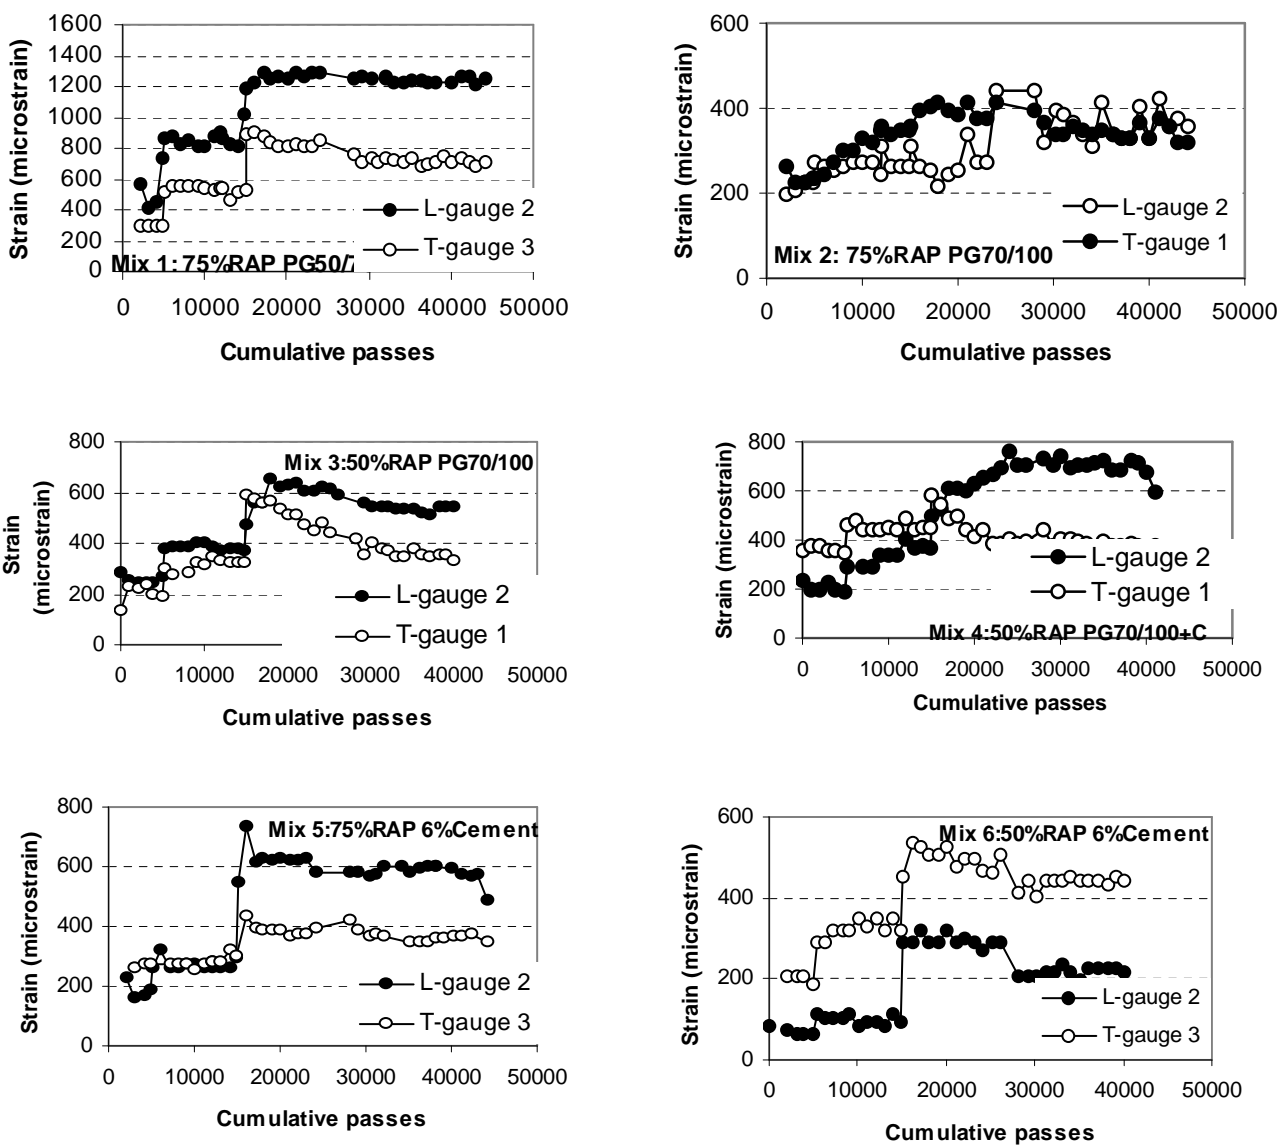 1600
1400
1200
1000
800
600
400
200
0
Strain (microstrain)
L-gauge 2
T-gauge 3
Mix 1: 75%RAP PG50/
0 10000 20000 30000 40000 50000
Cumulative passes
600
400
200
0
Strain (microstrain)
L-gauge 2
T-gauge 1
Mix 2: 75%RAP PG70/100
0 10000 20000 30000 40000 50000
Cumulative passes
800
600
400
200
0
Strain
(microstrain)
Mix 3:50%RAP PG70/100
L-gauge 2
T-gauge 1
0 10000 20000 30000 40000 50000
Cumulative passes
800
600
400
200
0
Strain (microstrain)
L-gauge 2
T-gauge 1
Mix 4:50%RAP PG70/100+C
0 10000 20000 30000 40000 50000
Cumulative passes
800
600
400
200
0
Strain (microstrain)
Mix 5:75%RAP 6%Cement
L-gauge 2
T-gauge 3
0 10000 20000 30000 40000 50000
Cumulative passes
600
400
200
0
Strain (microstrain)
Mix 6:50%RAP 6%Cement
L-gauge 2
T-gauge 3
0 10000 20000 30000 40000 50000
Cumulative passes